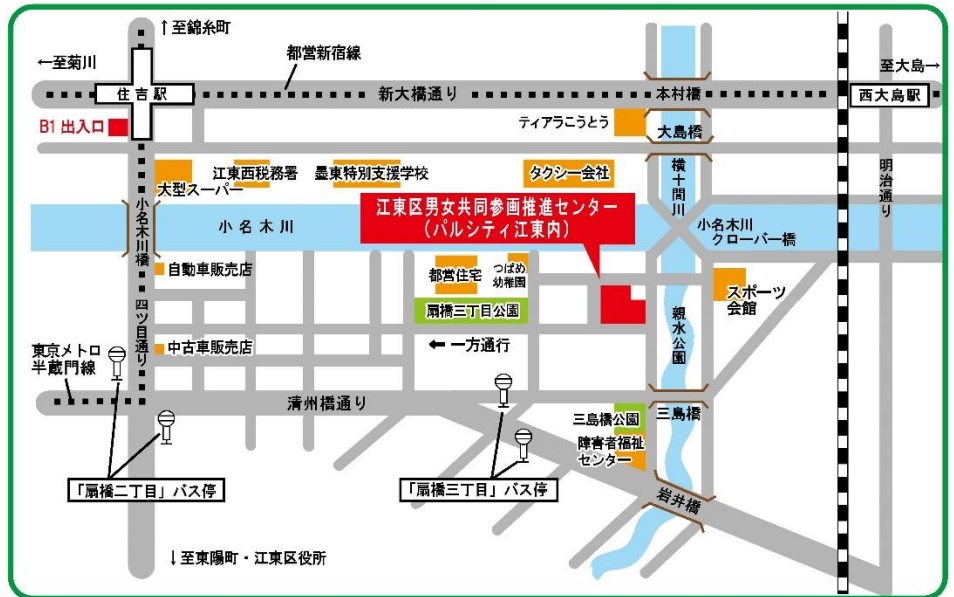 ↑至錦糸町
←至菊川
都営新宿線
至大島→
住吉駅
新大橋通り
本村橋
西大島駅
B1出入口
ティアラこうとう
大島橋
大型スーパー
江東西税務署
墨東特別支援学校
タクシー会社
横十間川
明治通り
江東区男女共同参画推進センター
(パルシティ江東内)
小名木川橋
小名木川
小名木川
クローバー橋
自動車販売店
都営住宅
つばめ
幼稚園
スポーツ
会館
扇橋三丁目公園
親水公園
四ツ目通り
中古車販売店
← 一方通行
東京メトロ
半蔵門線
清州橋通り
三島橋公園
三島橋
障害者福祉
センター
「扇橋二丁目」バス停
「扇橋三丁目」バス停
岩井橋
↓至東陽町・江東区役所